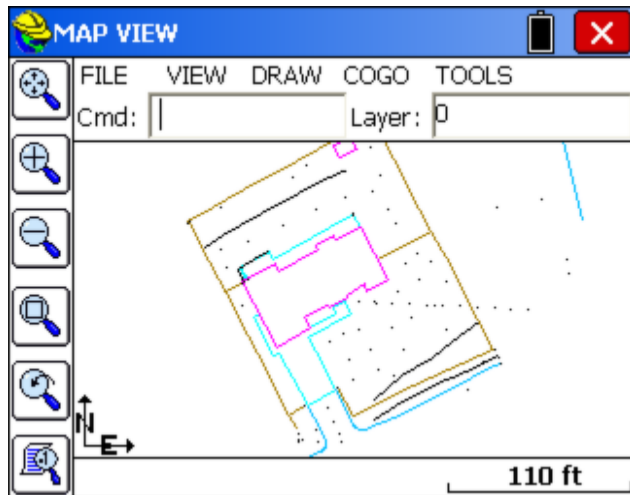 MAP VIEW
FILE VIEW DRAW COGO TOOLS
Cmd: Layer: 0
N
E
110 ft